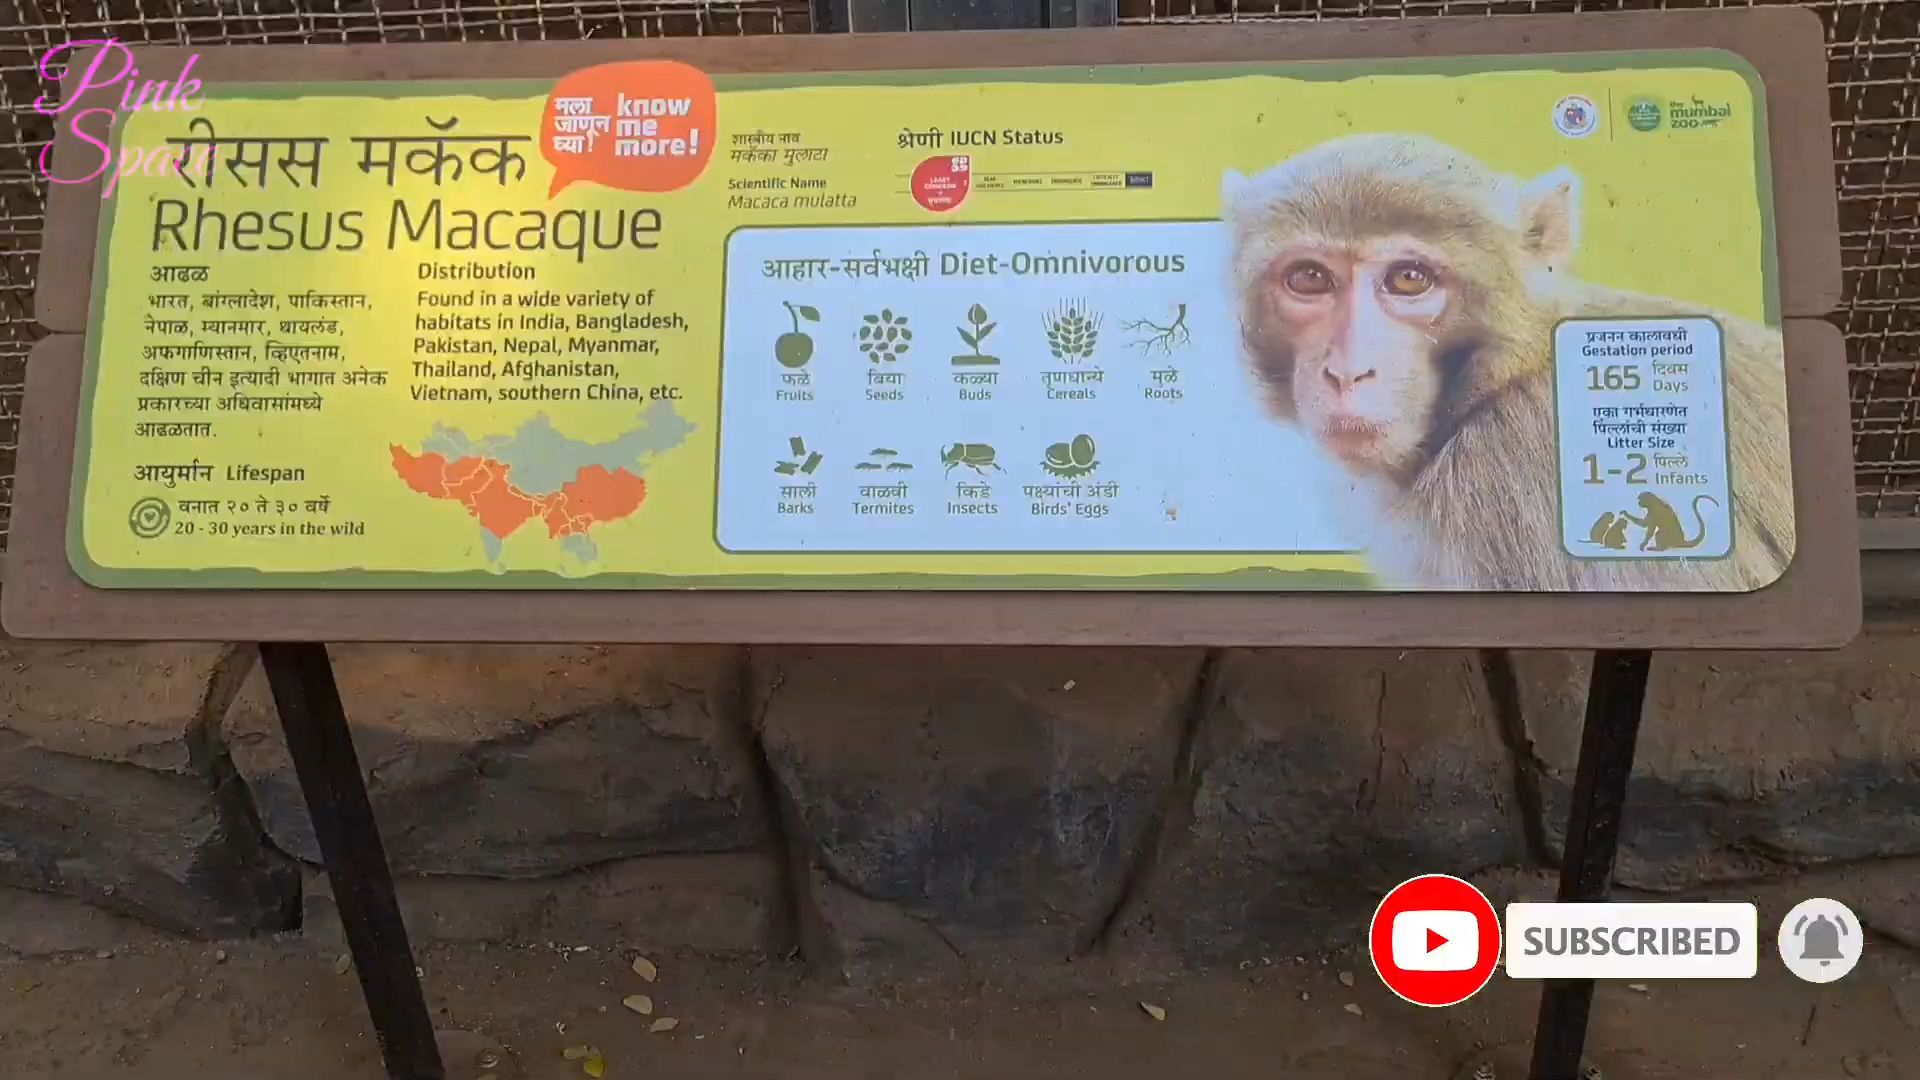 Pink
Space
रीसस मकॅक
Rhesus Macaque
मला
जाणून
घ्या!
know
me
more!
शास्त्रीय नाव
मकॅका मुलाटा
Scientific Name
Macaca mulatta
श्रेणी IUCN Status
LEAST
CONCERN
the
mumbai
zoo
आढळ
भारत, बांग्लादेश, पाकिस्तान,
नेपाळ, म्यानमार, थायलंड,
अफगाणिस्तान, व्हिएतनाम,
दक्षिण चीन इत्यादी भागात अनेक
प्रकारच्या अधिवासांमध्ये
आढळतात.
Distribution
Found in a wide variety of
habitats in India, Bangladesh,
Pakistan, Nepal, Myanmar,
Thailand, Afghanistan,
Vietnam, southern China, etc.
आयुर्मान Lifespan
वनात २० ते ३० वर्षे
20 - 30 years in the wild
आहार-सर्वभक्षी Diet-Omnivorous
फळे
Fruits
बिया
Seeds
कळ्या
Buds
तृणधान्ये
Cereals
मुळे
Roots
साली
Barks
वाळवी
Termites
किडे
Insects
पक्ष्यांची अंडी
Birds' Eggs
प्रजनन कालावधी
Gestation period
165 दिवस Days
एका गर्भधारणेत
पिल्लांची संख्या
Litter Size
1-2 पिल्ले Infants
SUBSCRIBED